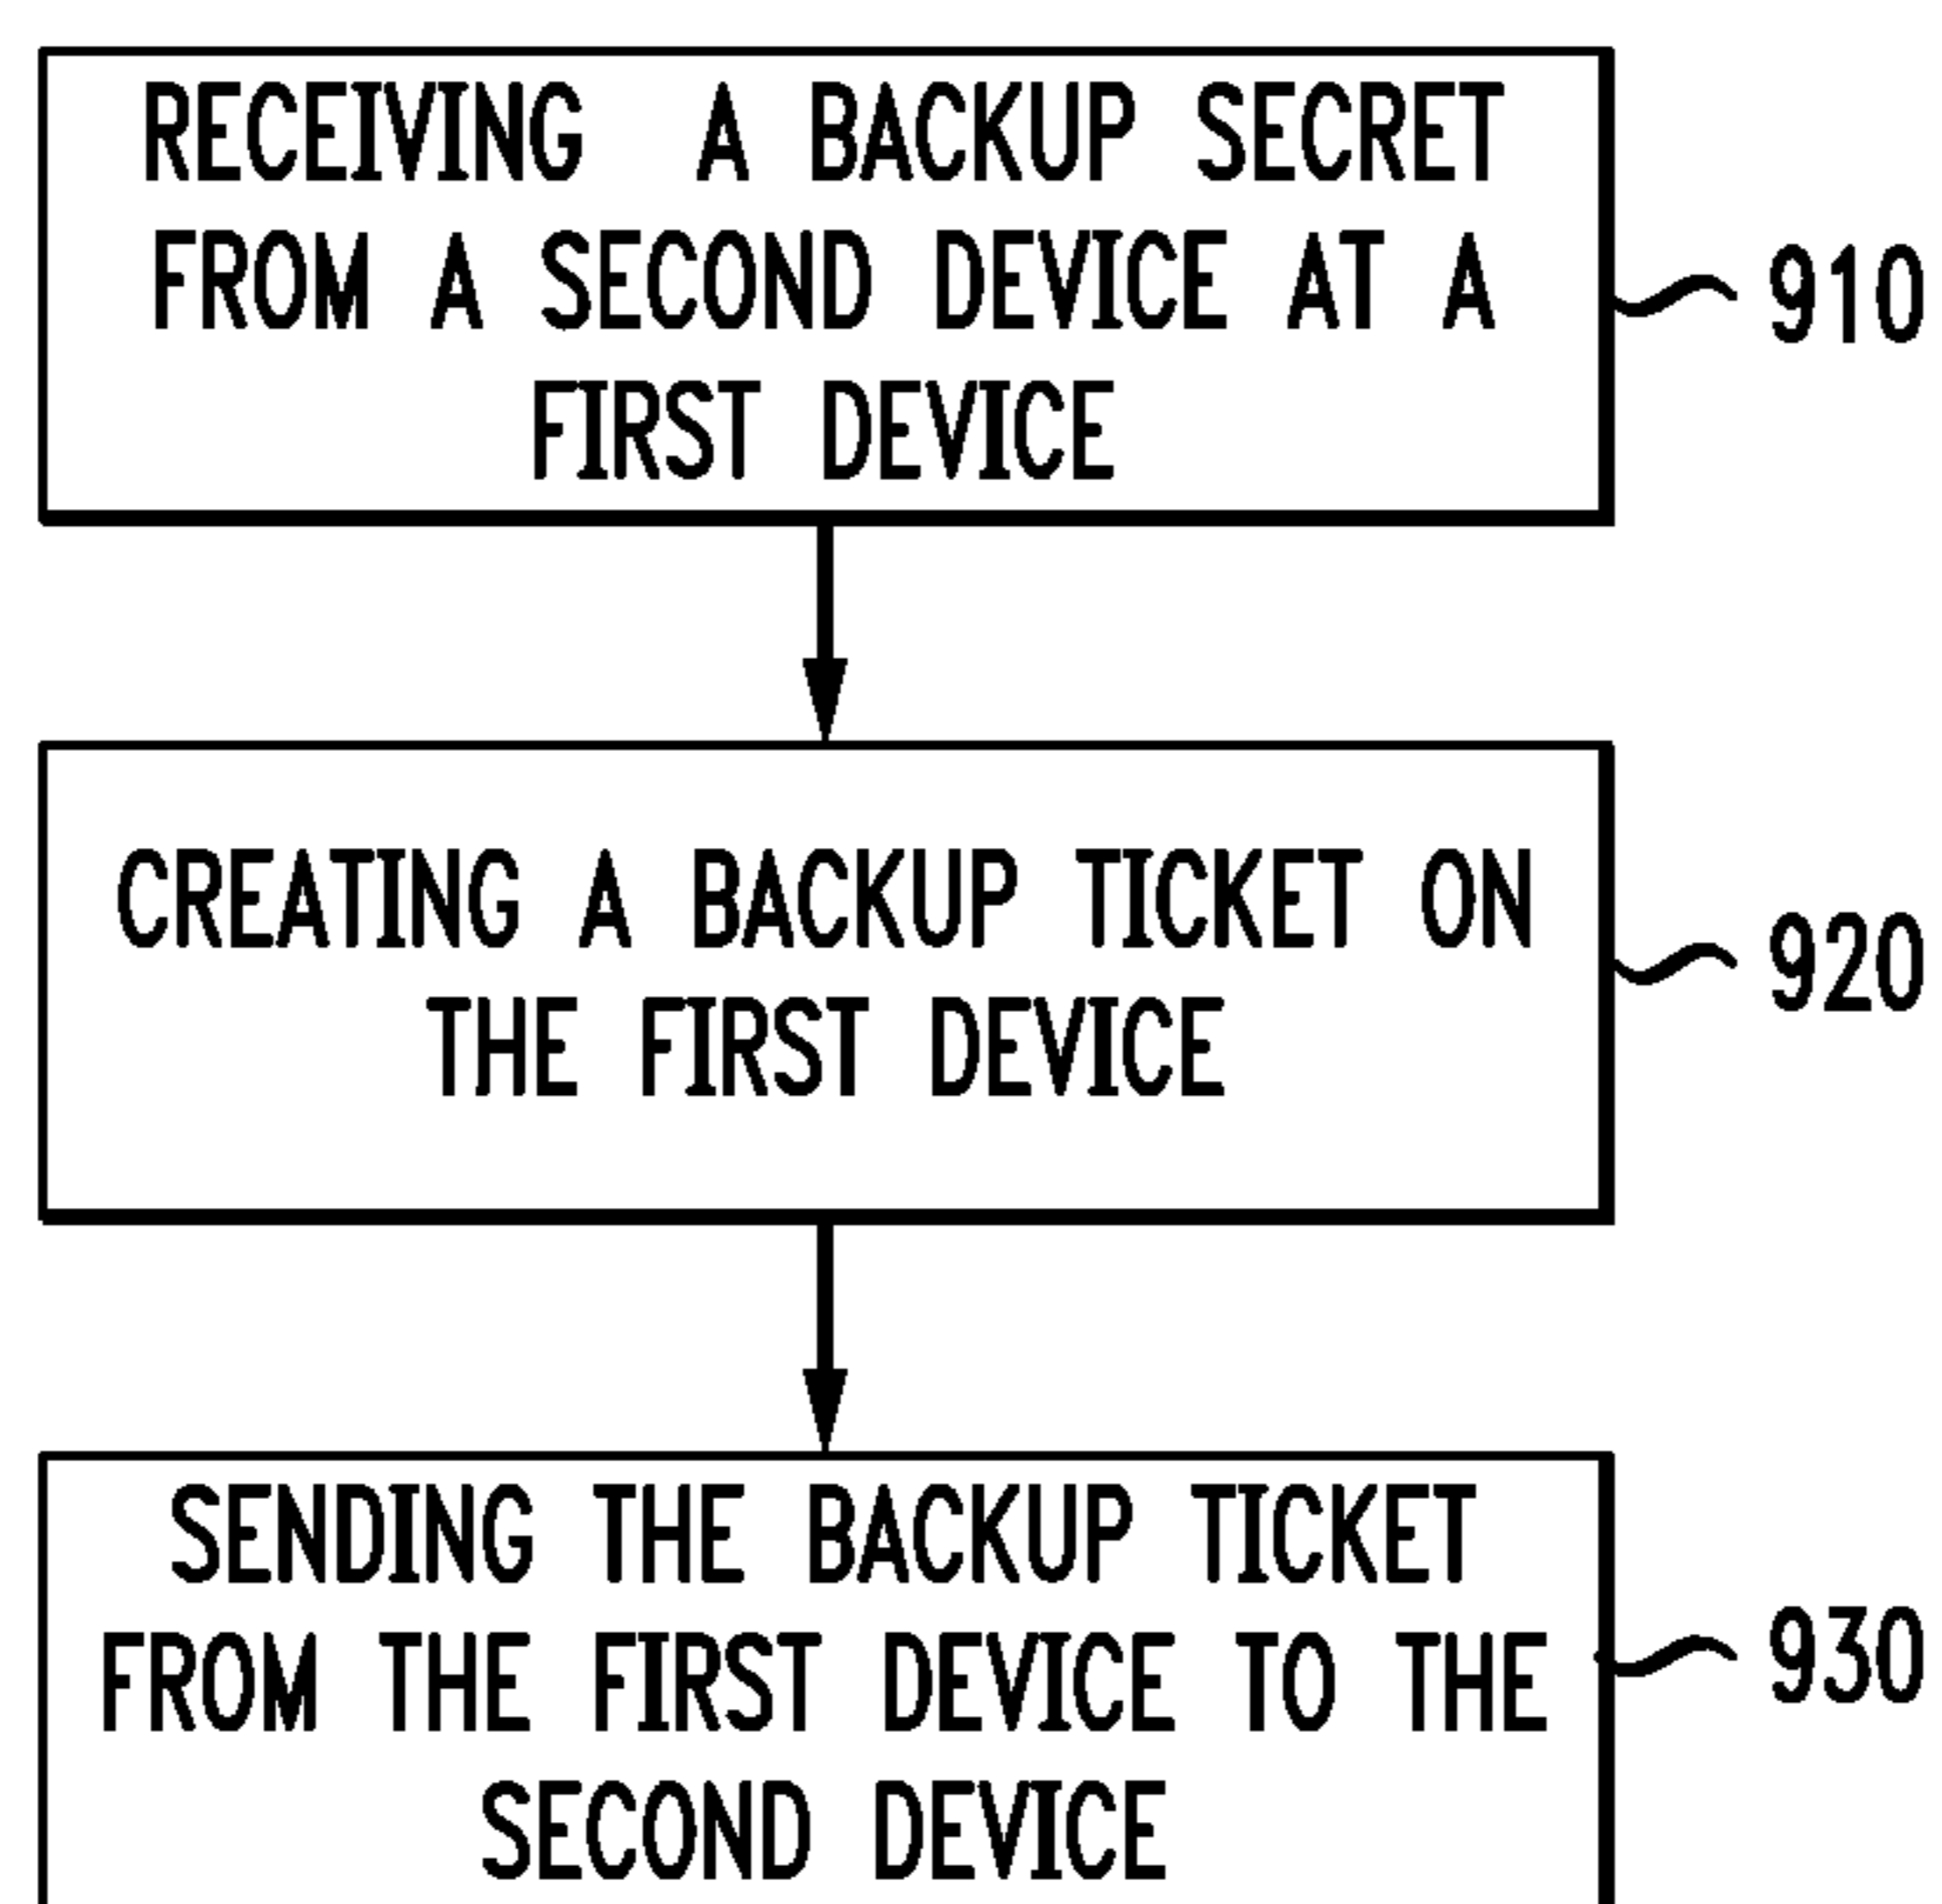 RECEIVING A BACKUP SECRET
FROM A SECOND DEVICE AT A
FIRST DEVICE
910
CREATING A BACKUP TICKET ON
THE FIRST DEVICE
920
SENDING THE BACKUP TICKET
FROM THE FIRST DEVICE TO THE
SECOND DEVICE
930